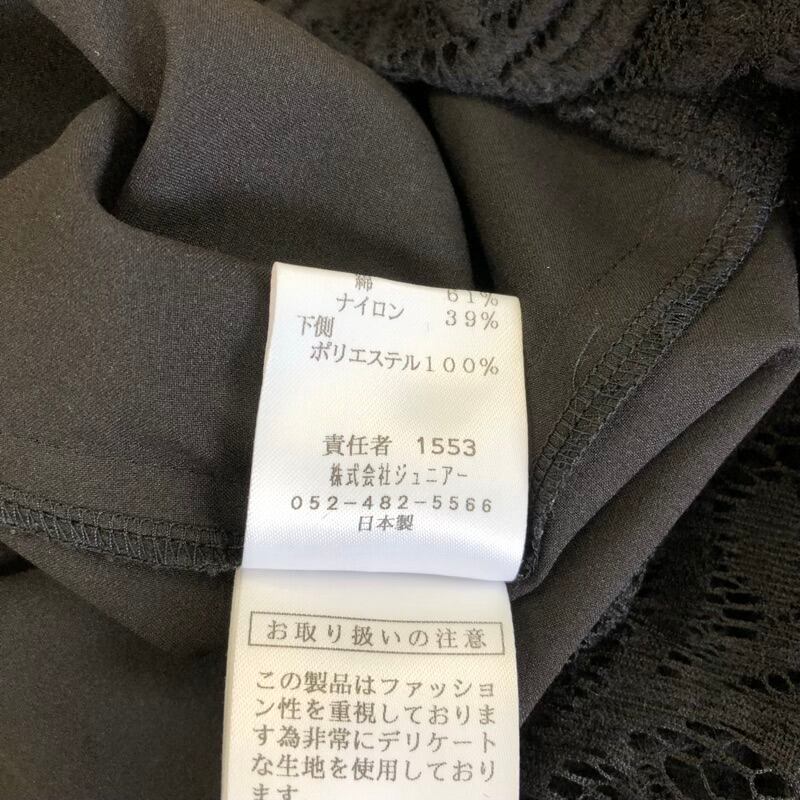 綿 61%
ナイロン 39%
下側
ポリエステル100%
責任者 1553
株式会社ジュニアー
052-482-5566
日本製
お取り扱いの注意
この製品はファッショ
ン性を重視しておりま
す為非常にデリケート
な生地を使用しており
ます。